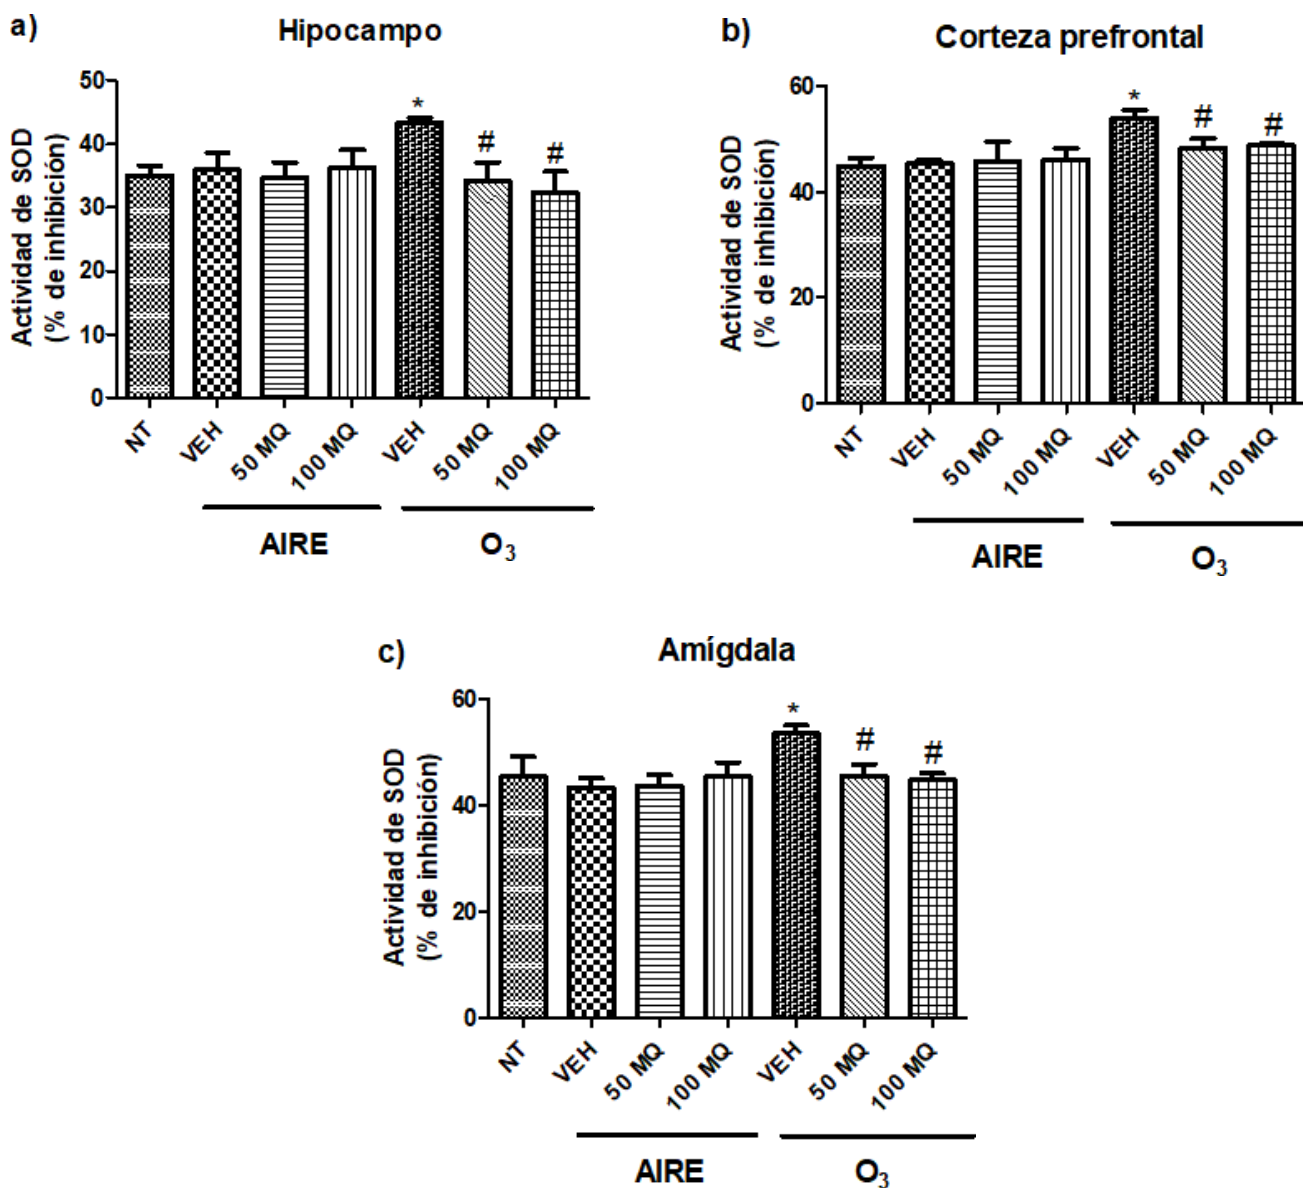 a)
Hipocampo
Actividad de SOD
(% de inhibición)
50
40
30
20
10
0
*
#
#
NT
VEH
50 MQ
100 MQ
VEH
50 MQ
100 MQ
AIRE
O₃
b)
Corteza prefrontal
Actividad de SOD
(% de inhibición)
60
40
20
0
*
#
#
NT
VEH
50 MQ
100 MQ
VEH
50 MQ
100 MQ
AIRE
O₃
c)
Amígdala
Actividad de SOD
(% de inhibición)
60
40
20
0
*
#
#
NT
VEH
50 MQ
100 MQ
VEH
50 MQ
100 MQ
AIRE
O₃